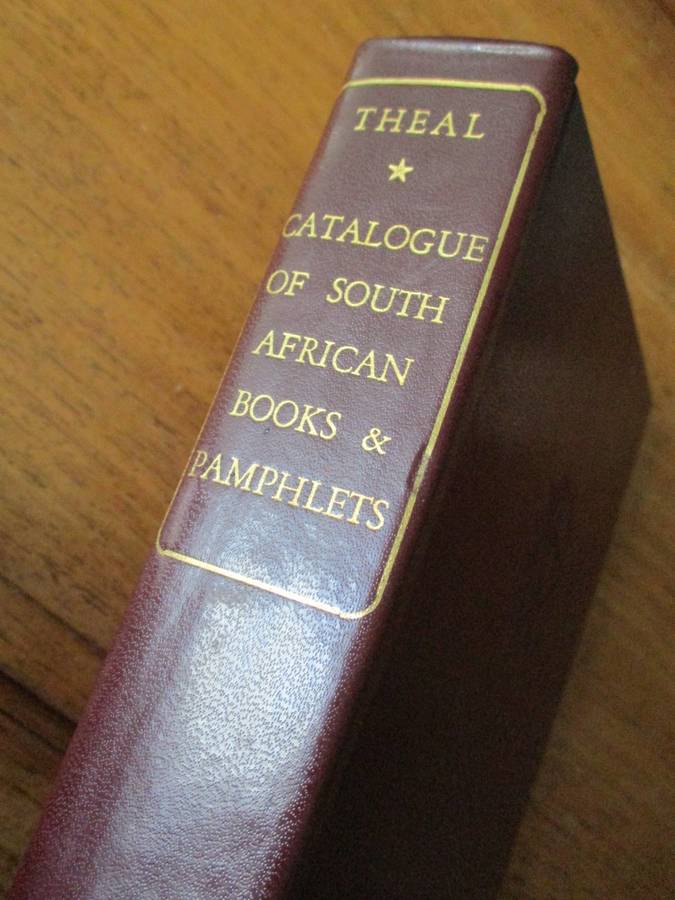 THEAL
CATALOGUE
OF SOUTH
AFRICAN
BOOKS &
PAMPHLETS